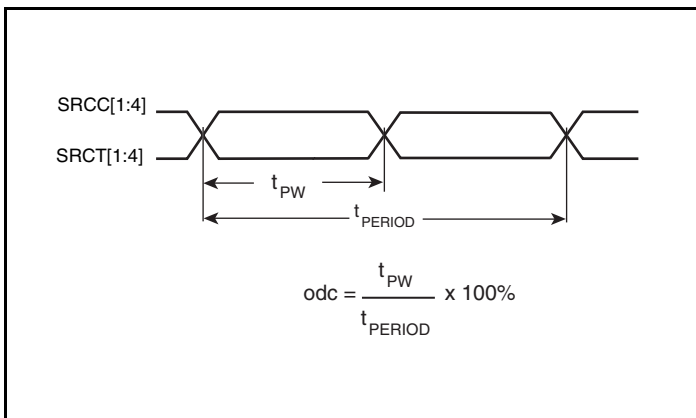 SRCC[1:4]
SRCT[1:4]
tPW
tPERIOD
odc = tPW / tPERIOD x 100%